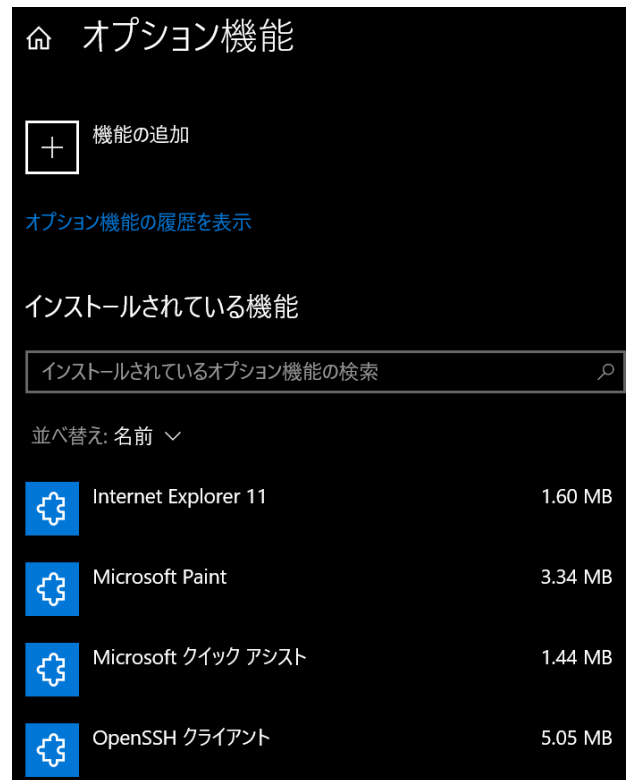 オプション機能
機能の追加
オプション機能の履歴を表示
インストールされている機能
インストールされているオプション機能の検索
並べ替え: 名前
Internet Explorer 11 1.60 MB
Microsoft Paint 3.34 MB
Microsoft クイック アシスト 1.44 MB
OpenSSH クライアント 5.05 MB